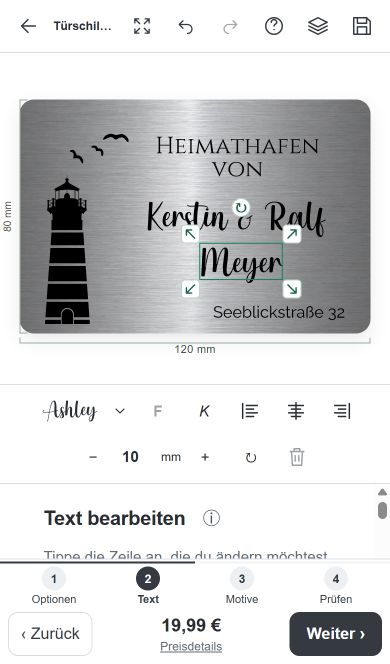 Türschil...
HEIMATHAFEN
VON
Kerstin & Ralf
Meyer
Seeblickstraße 32
80 mm
120 mm
Ashley
F K
− 10 mm +
Text bearbeiten
Tippe die Zeile an, die du ändern möchtest
1 2 3 4
Optionen Text Motive Prüfen
‹ Zurück
19,99 €
Preisdetails
Weiter ›